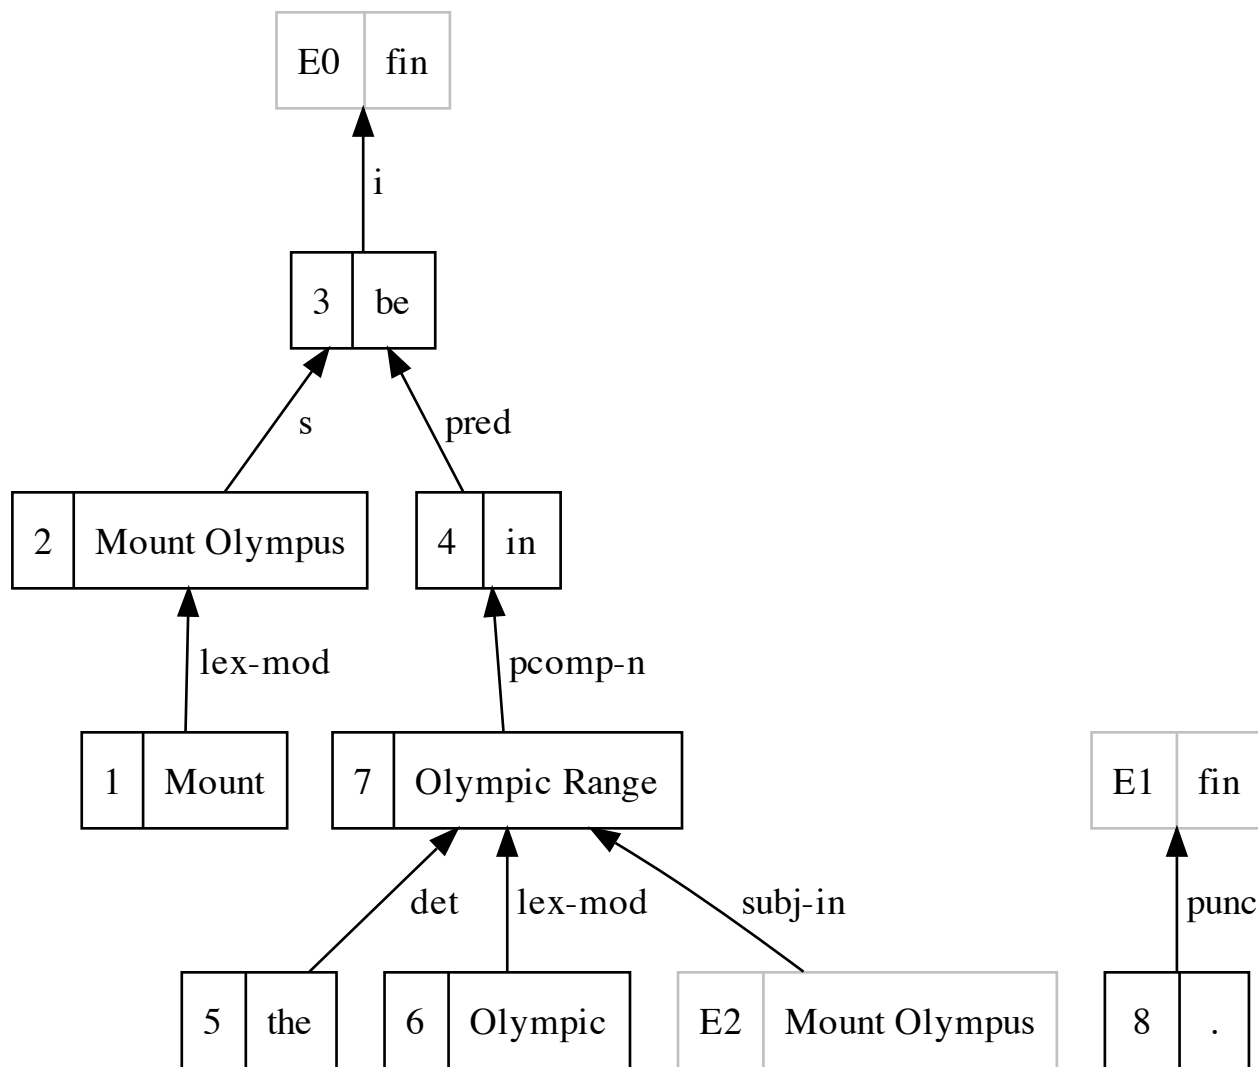 E0 fin
i
3 be
s pred
2 Mount Olympus 4 in
lex-mod pcomp-n
1 Mount 7 Olympic Range E1 fin
det lex-mod subj-in punc
5 the 6 Olympic E2 Mount Olympus 8 .